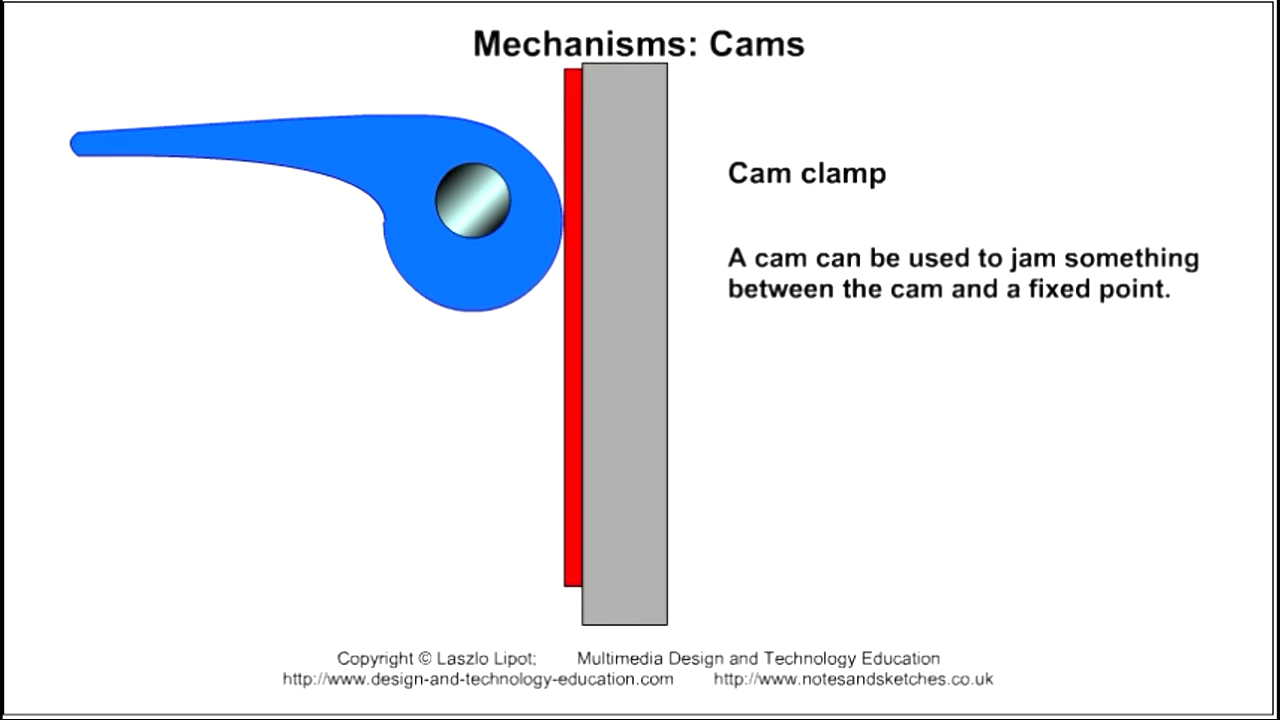 Mechanisms: Cams
Cam clamp
A cam can be used to jam something
between the cam and a fixed point.
Copyright © Laszlo Lipot; Multimedia Design and Technology Education
http://www.design-and-technology-education.com http://www.notesandsketches.co.uk